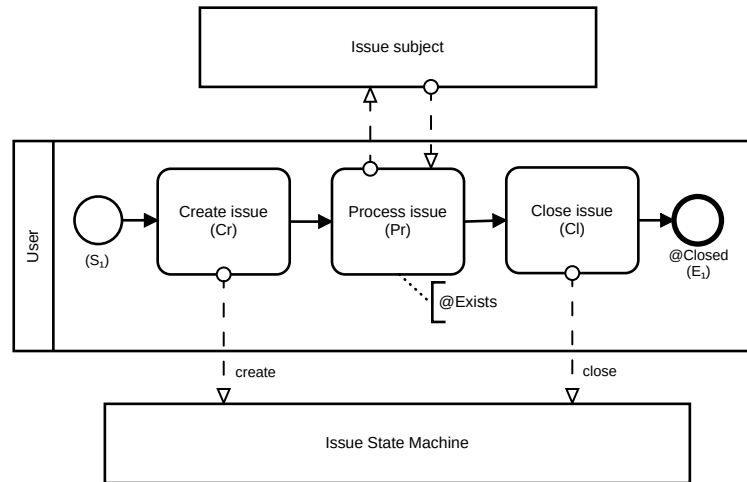 Issue subject
User
Create issue
(Cr)
Process issue
(Pr)
Close issue
(Cl)
(S₁)
@Closed
(E₁)
@Exists
create
close
Issue State Machine